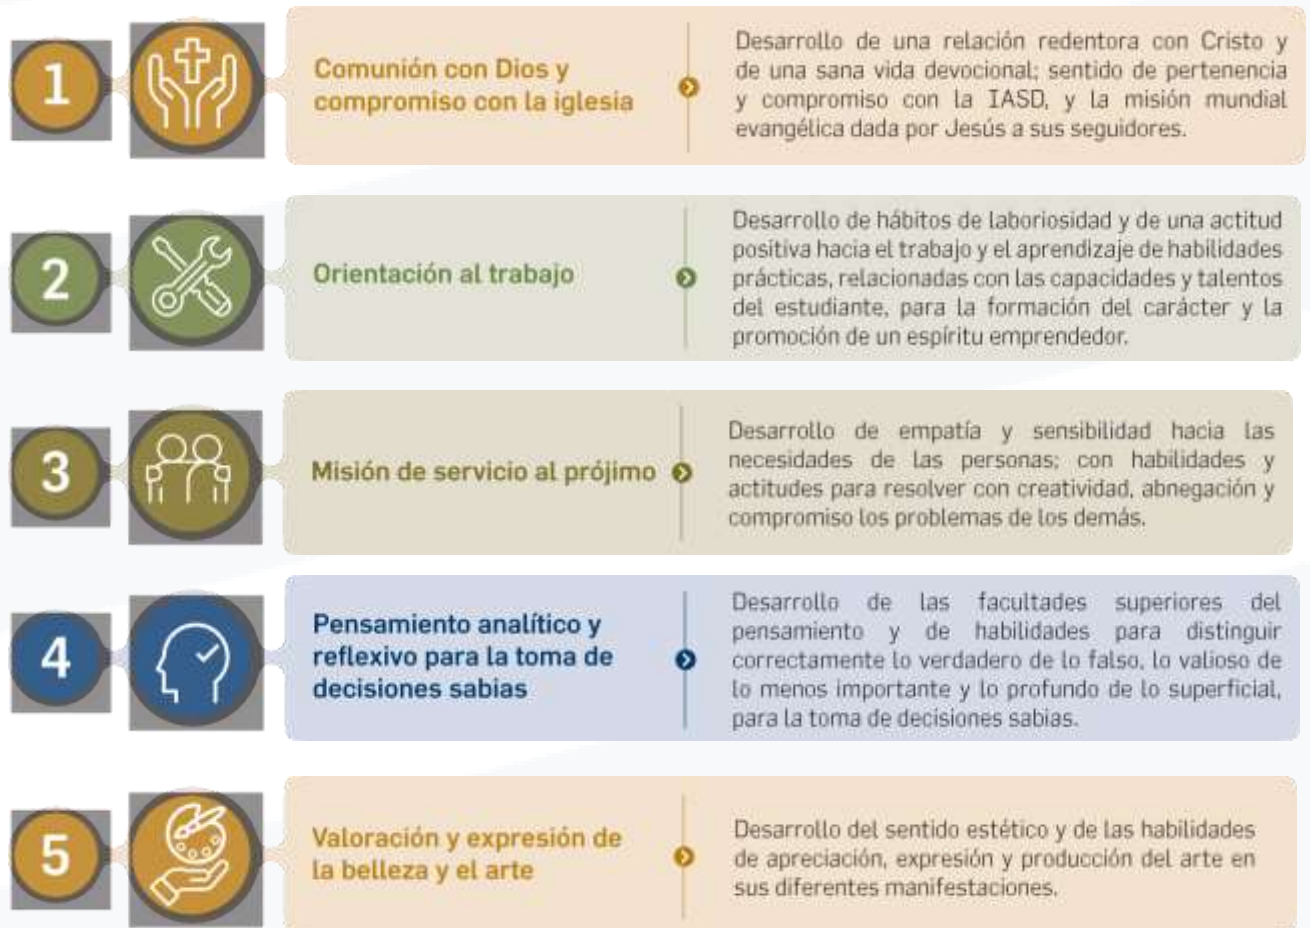 1
Comunión con Dios y
compromiso con la iglesia
Desarrollo de una relación redentora con Cristo y
de una sana vida devocional; sentido de pertenencia
y compromiso con la IASD, y la misión mundial
evangélica dada por Jesús a sus seguidores.
2
Orientación al trabajo
Desarrollo de hábitos de laboriosidad y de una actitud
positiva hacia el trabajo y el aprendizaje de habilidades
prácticas, relacionadas con las capacidades y talentos
del estudiante, para la formación del carácter y la
promoción de un espíritu emprendedor.
3
Misión de servicio al prójimo
Desarrollo de empatía y sensibilidad hacia las
necesidades de las personas; con habilidades y
actitudes para resolver con creatividad, abnegación y
compromiso los problemas de los demás.
4
Pensamiento analítico y
reflexivo para la toma de
decisiones sabias
Desarrollo de las facultades superiores del
pensamiento y de habilidades para distinguir
correctamente lo verdadero de lo falso, lo valioso de
lo menos importante y lo profundo de lo superficial,
para la toma de decisiones sabias.
5
Valoración y expresión de
la belleza y el arte
Desarrollo del sentido estético y de las habilidades
de apreciación, expresión y producción del arte en
sus diferentes manifestaciones.